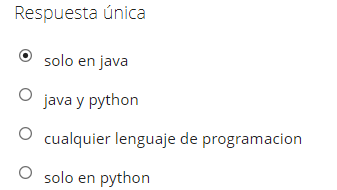 Respuesta única
solo en java
java y python
cualquier lenguaje de programacion
solo en python